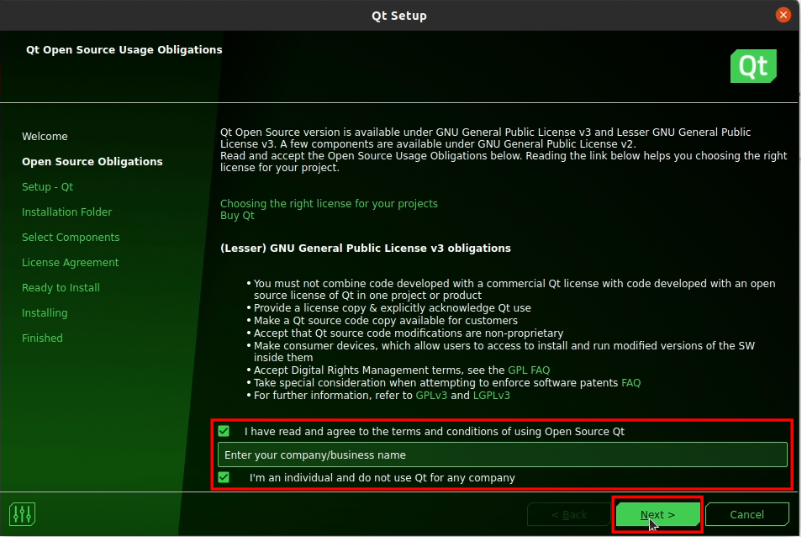 Qt Setup
Qt Open Source Usage Obligations
Qt
Welcome
Open Source Obligations
Setup - Qt
Installation Folder
Select Components
License Agreement
Ready to Install
Installing
Finished
Qt Open Source version is available under GNU General Public License v3 and Lesser GNU General Public
License v3. A few components are available under GNU General Public License v2.
Read and accept the Open Source Usage Obligations below. Reading the link below helps you choosing the right
license for your project.
Choosing the right license for your projects
Buy Qt
(Lesser) GNU General Public License v3 obligations
• You must not combine code developed with a commercial Qt license with code developed with an open
source license of Qt in one project or product
• Provide a license copy & explicitly acknowledge Qt use
• Make a Qt source code copy available for customers
• Accept that Qt source code modifications are non-proprietary
• Make consumer devices, which allow users to access to install and run modified versions of the SW
inside them
• Accept Digital Rights Management terms, see the GPL FAQ
• Take special consideration when attempting to enforce software patents FAQ
• For further information, refer to GPLv3 and LGPLv3
I have read and agree to the terms and conditions of using Open Source Qt
Enter your company/business name
I'm an individual and do not use Qt for any company
< Back
Next >
Cancel